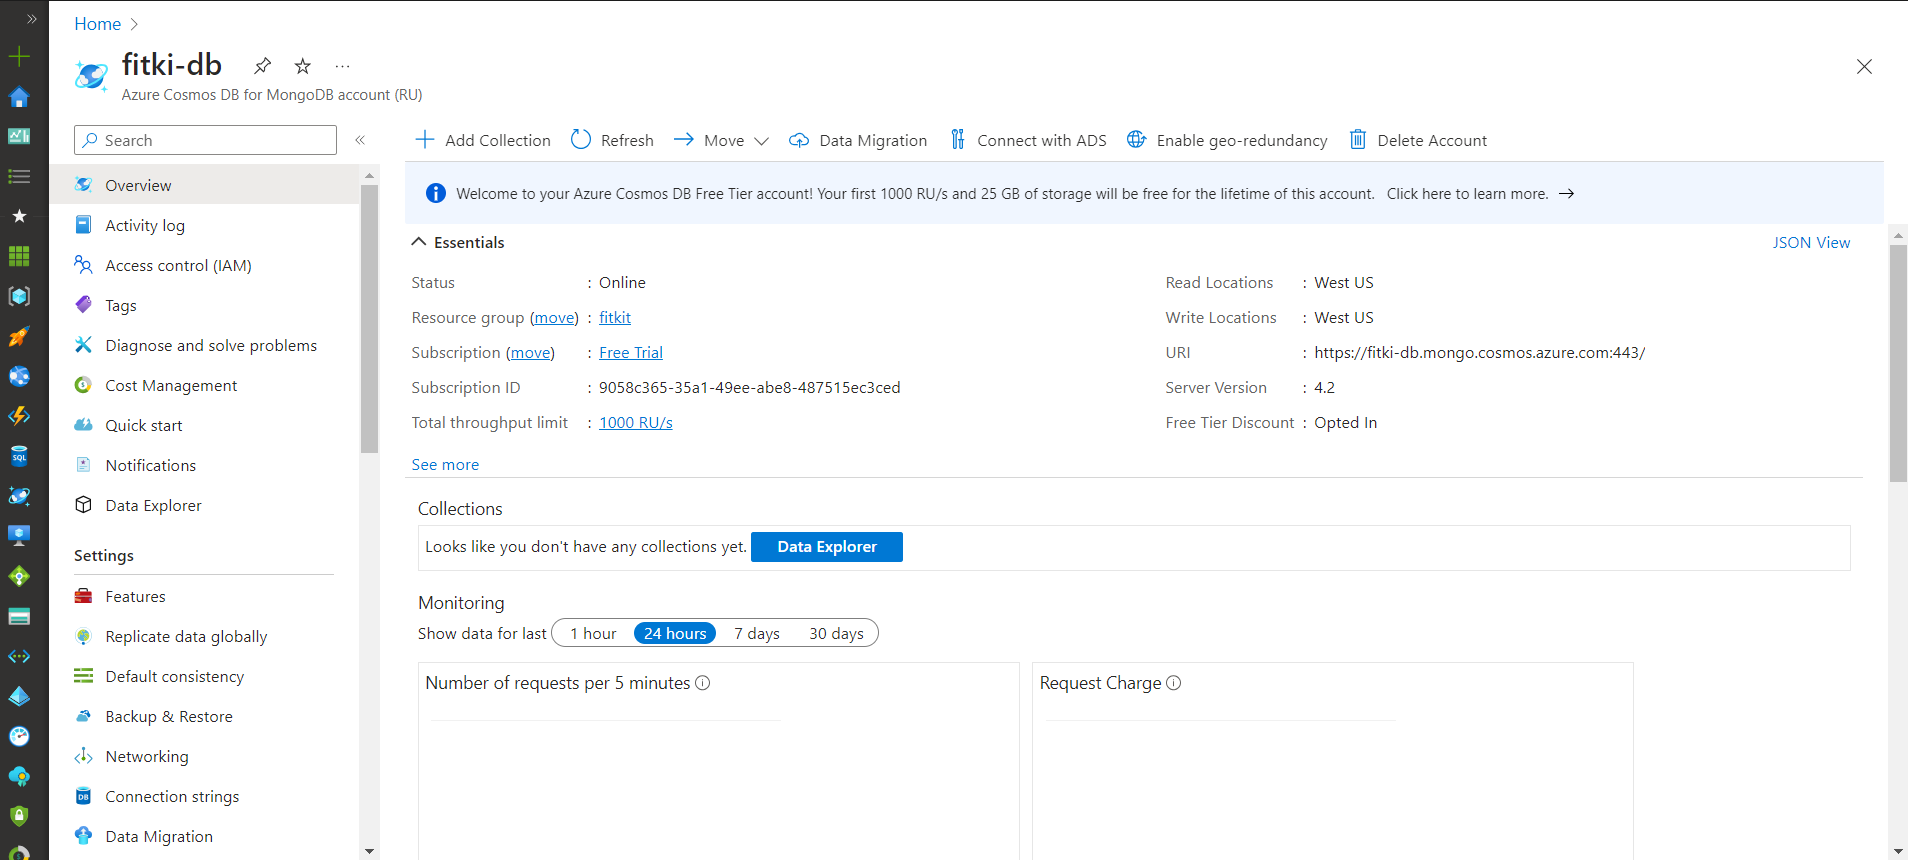 Home
fitki-db
Azure Cosmos DB for MongoDB account (RU)
Search
Overview
Activity log
Access control (IAM)
Tags
Diagnose and solve problems
Cost Management
Quick start
Notifications
Data Explorer
Settings
Features
Replicate data globally
Default consistency
Backup & Restore
Networking
Connection strings
Data Migration
Add Collection Refresh Move Data Migration Connect with ADS Enable geo-redundancy Delete Account
Welcome to your Azure Cosmos DB Free Tier account! Your first 1000 RU/s and 25 GB of storage will be free for the lifetime of this account. Click here to learn more. →
Essentials JSON View
Status : Online
Resource group (move) : fitkit
Subscription (move) : Free Trial
Subscription ID : 9058c365-35a1-49ee-abe8-487515ec3ced
Total throughput limit : 1000 RU/s
See more
Read Locations : West US
Write Locations : West US
URI : https://fitki-db.mongo.cosmos.azure.com:443/
Server Version : 4.2
Free Tier Discount : Opted In
Collections
Looks like you don't have any collections yet. Data Explorer
Monitoring
Show data for last 1 hour 24 hours 7 days 30 days
Number of requests per 5 minutes
Request Charge
SQL
DB